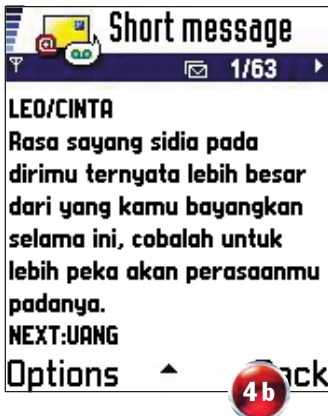 Short message
1/63
LEO/CINTA
Rasa sayang sidia pada
dirimu ternyata lebih besar
dari yang kamu bayangkan
selama ini, cobalah untuk
lebih peka akan perasaanmu
padanya.
NEXT:UANG
Options
4b